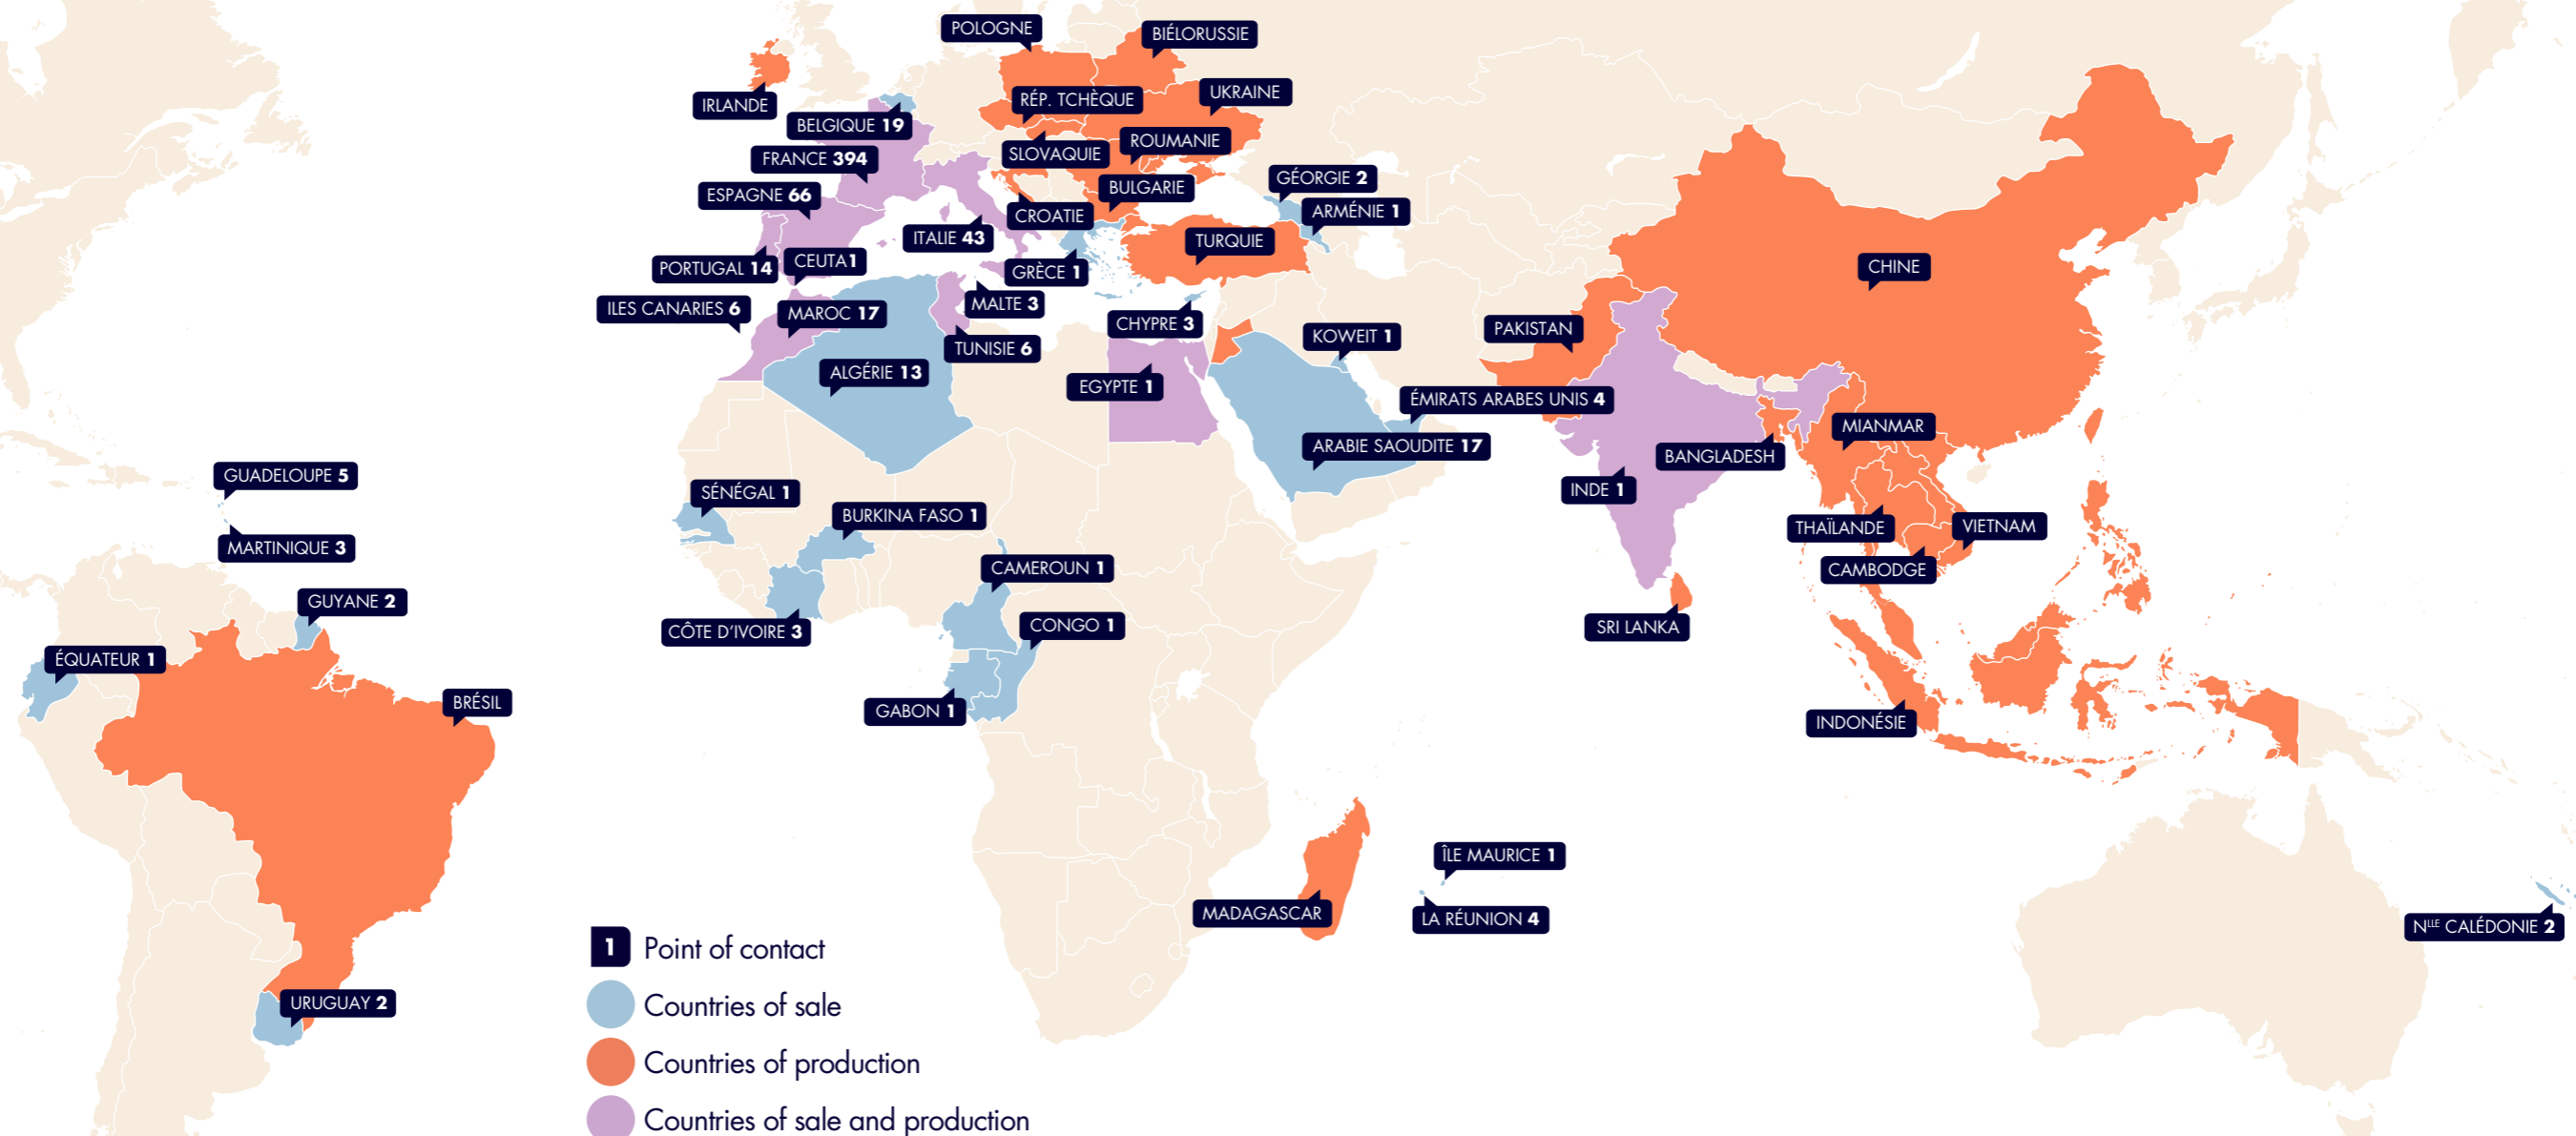 POLOGNE
BIÉLORUSSIE
IRLANDE
RÉP. TCHÈQUE
UKRAINE
BELGIQUE 19
ROUMANIE
FRANCE 394
SLOVAQUIE
ESPAGNE 66
BULGARIE
GÉORGIE 2
CROATIE
ARMÉNIE 1
ITALIE 43
TURQUIE
PORTUGAL 14
CEUTA1
GRÈCE 1
CHINE
ILES CANARIES 6
MAROC 17
MALTE 3
CHYPRE 3
KOWEIT 1
PAKISTAN
TUNISIE 6
ALGÉRIE 13
EGYPTE 1
ÉMIRATS ARABES UNIS 4
ARABIE SAOUDITE 17
MIANMAR
BANGLADESH
GUADELOUPE 5
SÉNÉGAL 1
INDE 1
BURKINA FASO 1
THAÏLANDE
VIETNAM
MARTINIQUE 3
CAMEROUN 1
CAMBODGE
GUYANE 2
CÔTE D'IVOIRE 3
CONGO 1
SRI LANKA
ÉQUATEUR 1
BRÉSIL
GABON 1
INDONÉSIE
ÎLE MAURICE 1
MADAGASCAR
LA RÉUNION 4
NLLE CALÉDONIE 2
URUGUAY 2
1 Point of contact
Countries of sale
Countries of production
Countries of sale and production